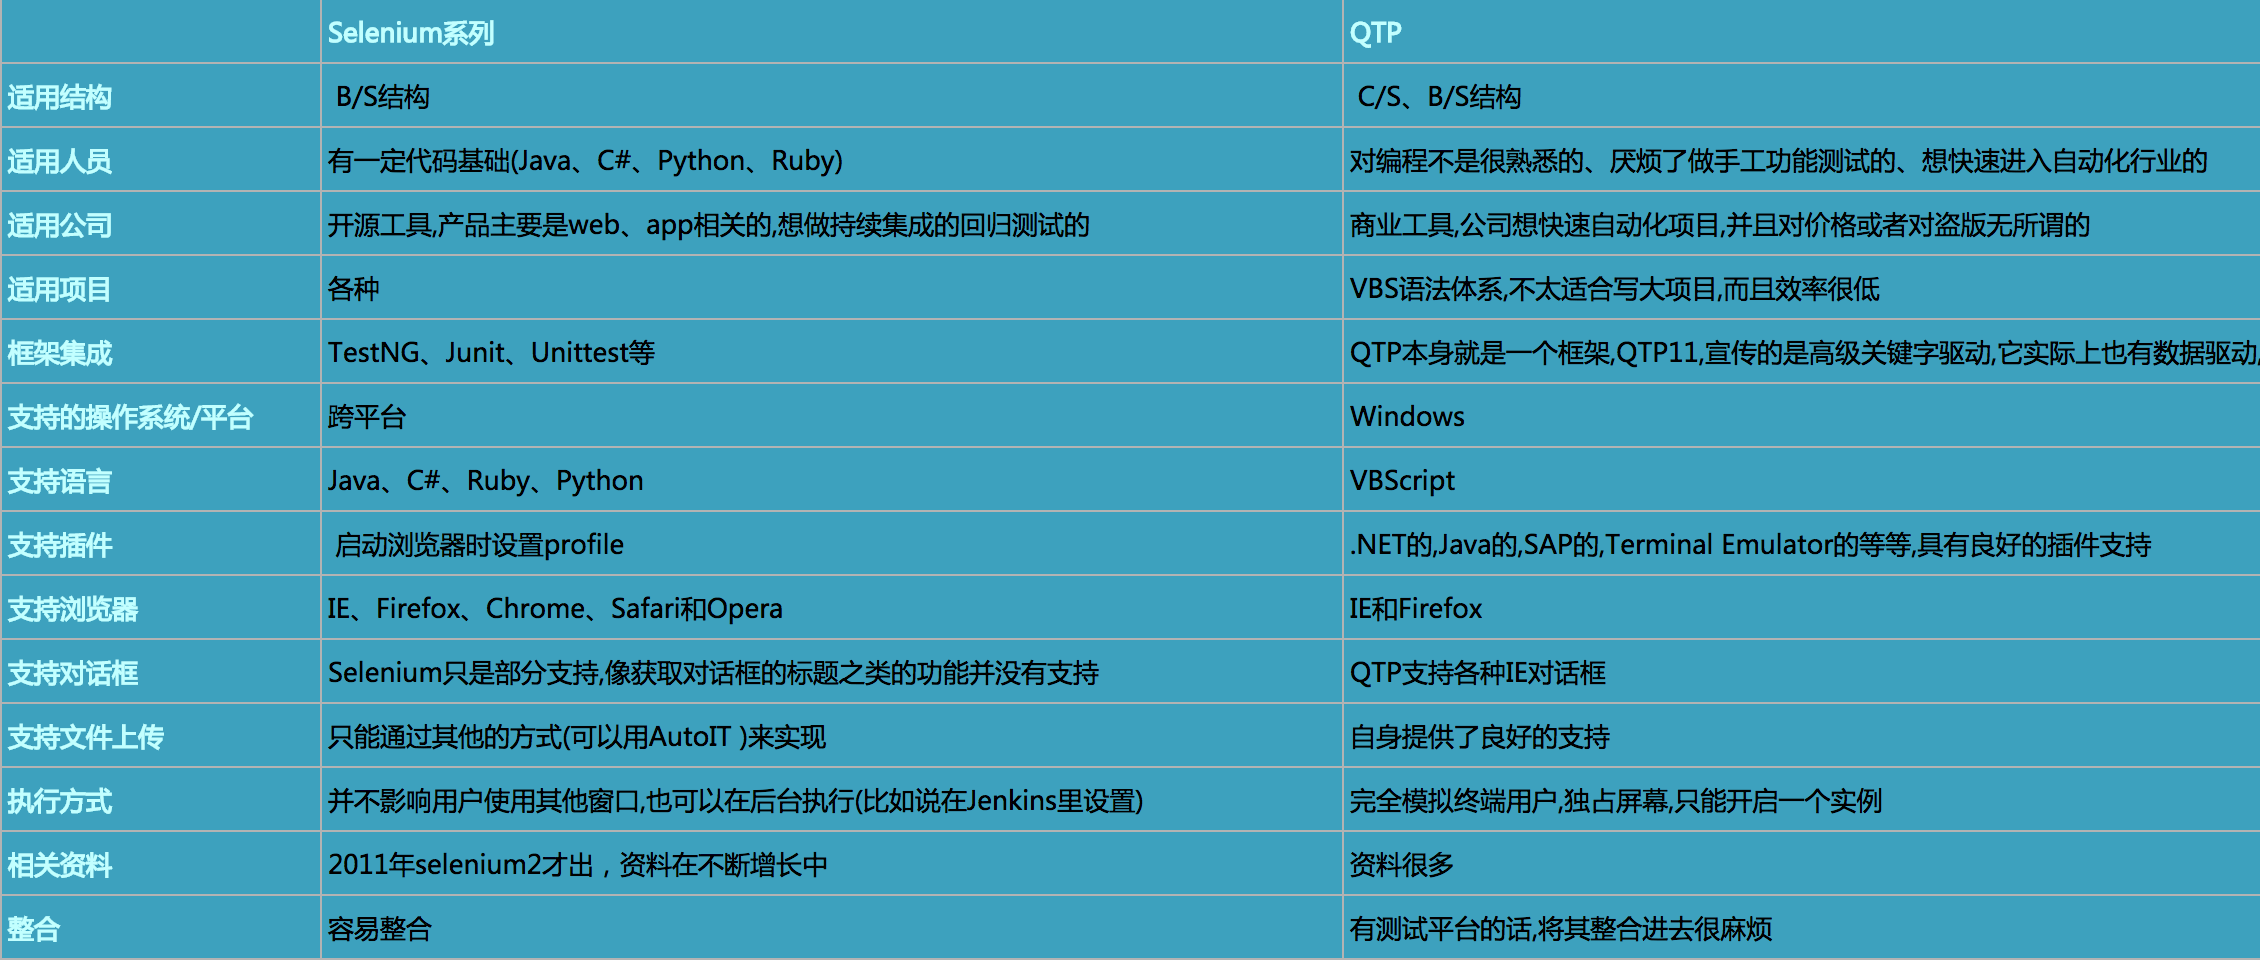 Selenium系列 QTP
适用结构 B/S结构 C/S、B/S结构
适用人员 有一定代码基础(Java、C#、Python、Ruby) 对编程不是很熟悉的、厌烦了做手工功能测试的、想快速进入自动化行业的
适用公司 开源工具,产品主要是web、app相关的,想做持续集成的回归测试的 商业工具,公司想快速自动化项目,并且对价格或者对盗版无所谓的
适用项目 各种 VBS语法体系,不太适合写大项目,而且效率很低
框架集成 TestNG、Junit、Unittest等 QTP本身就是一个框架,QTP11,宣传的是高级关键字驱动,它实际上也有数据驱动,
支持的操作系统/平台 跨平台 Windows
支持语言 Java、C#、Ruby、Python VBScript
支持插件 启动浏览器时设置profile .NET的,Java的,SAP的,Terminal Emulator的等等,具有良好的插件支持
支持浏览器 IE、Firefox、Chrome、Safari和Opera IE和Firefox
支持对话框 Selenium只是部分支持,像获取对话框的标题之类的功能并没有支持 QTP支持各种IE对话框
支持文件上传 只能通过其他的方式(可以用AutoIT )来实现 自身提供了良好的支持
执行方式 并不影响用户使用其他窗口,也可以在后台执行(比如说在Jenkins里设置) 完全模拟终端用户,独占屏幕,只能开启一个实例
相关资料 2011年selenium2才出，资料在不断增长中 资料很多
整合 容易整合 有测试平台的话,将其整合进去很麻烦